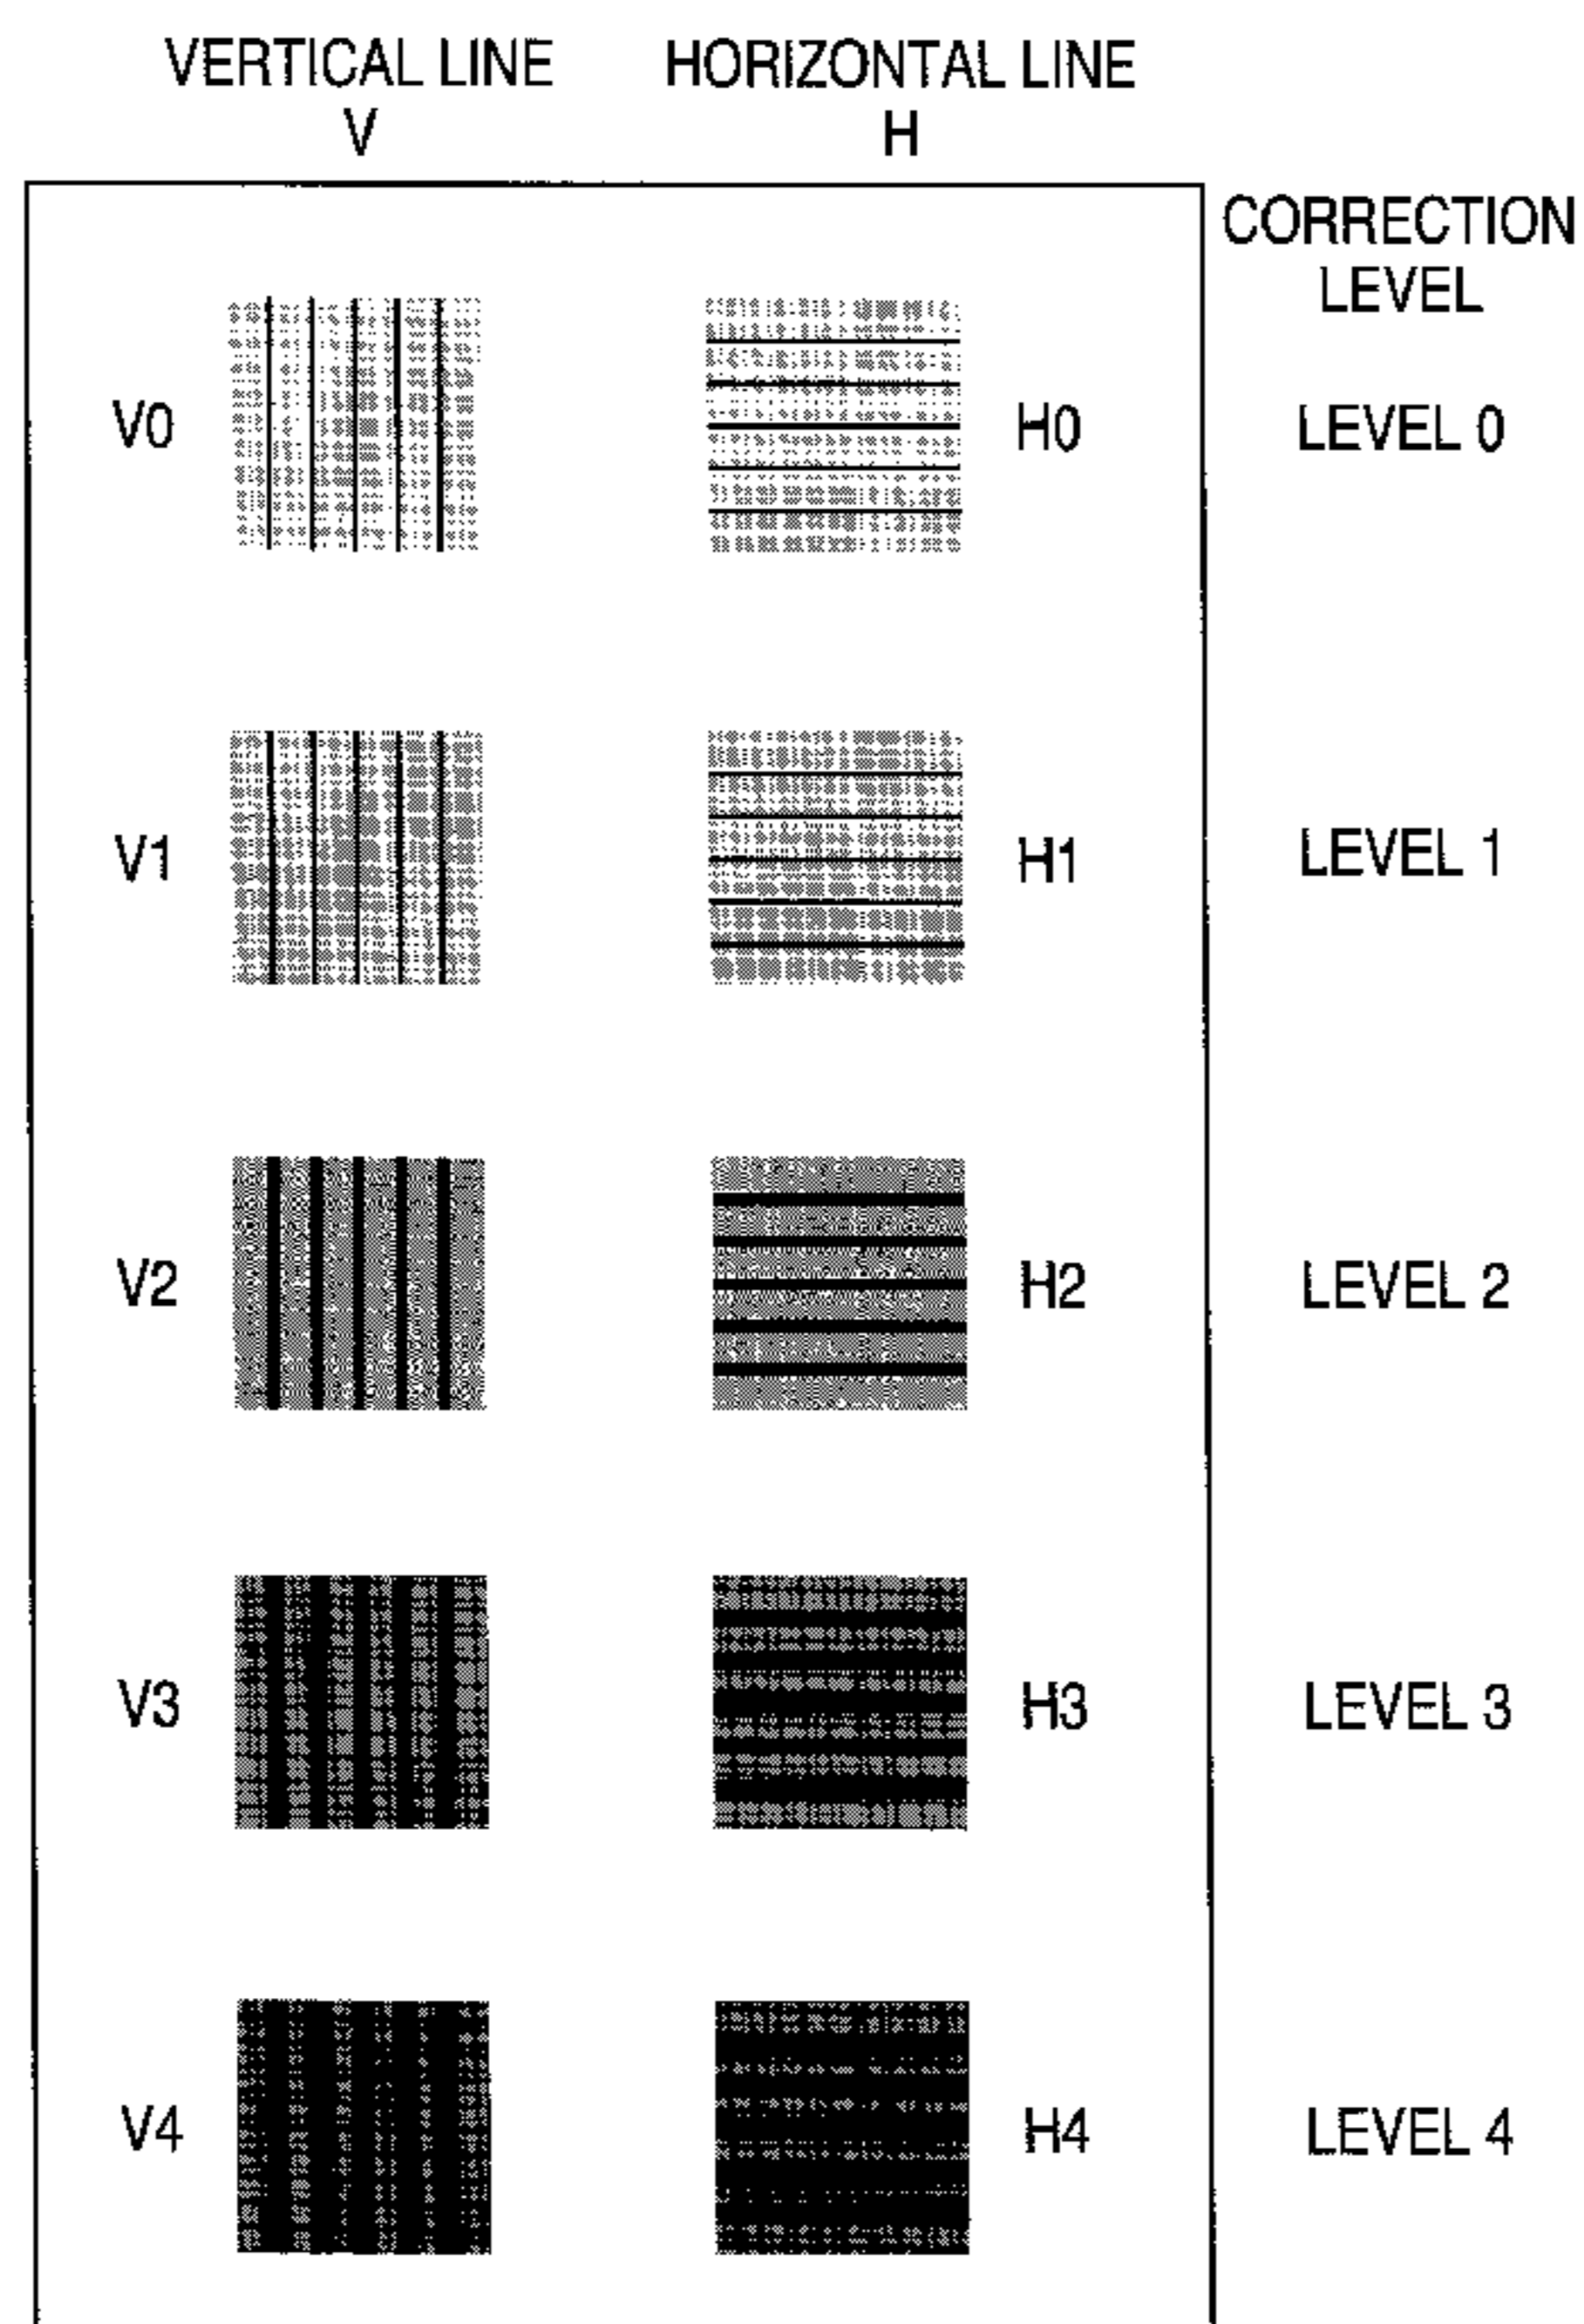 VERTICAL LINE
V
HORIZONTAL LINE
H
CORRECTION
LEVEL
V0
H0
LEVEL 0
V1
H1
LEVEL 1
V2
H2
LEVEL 2
V3
H3
LEVEL 3
V4
H4
LEVEL 4